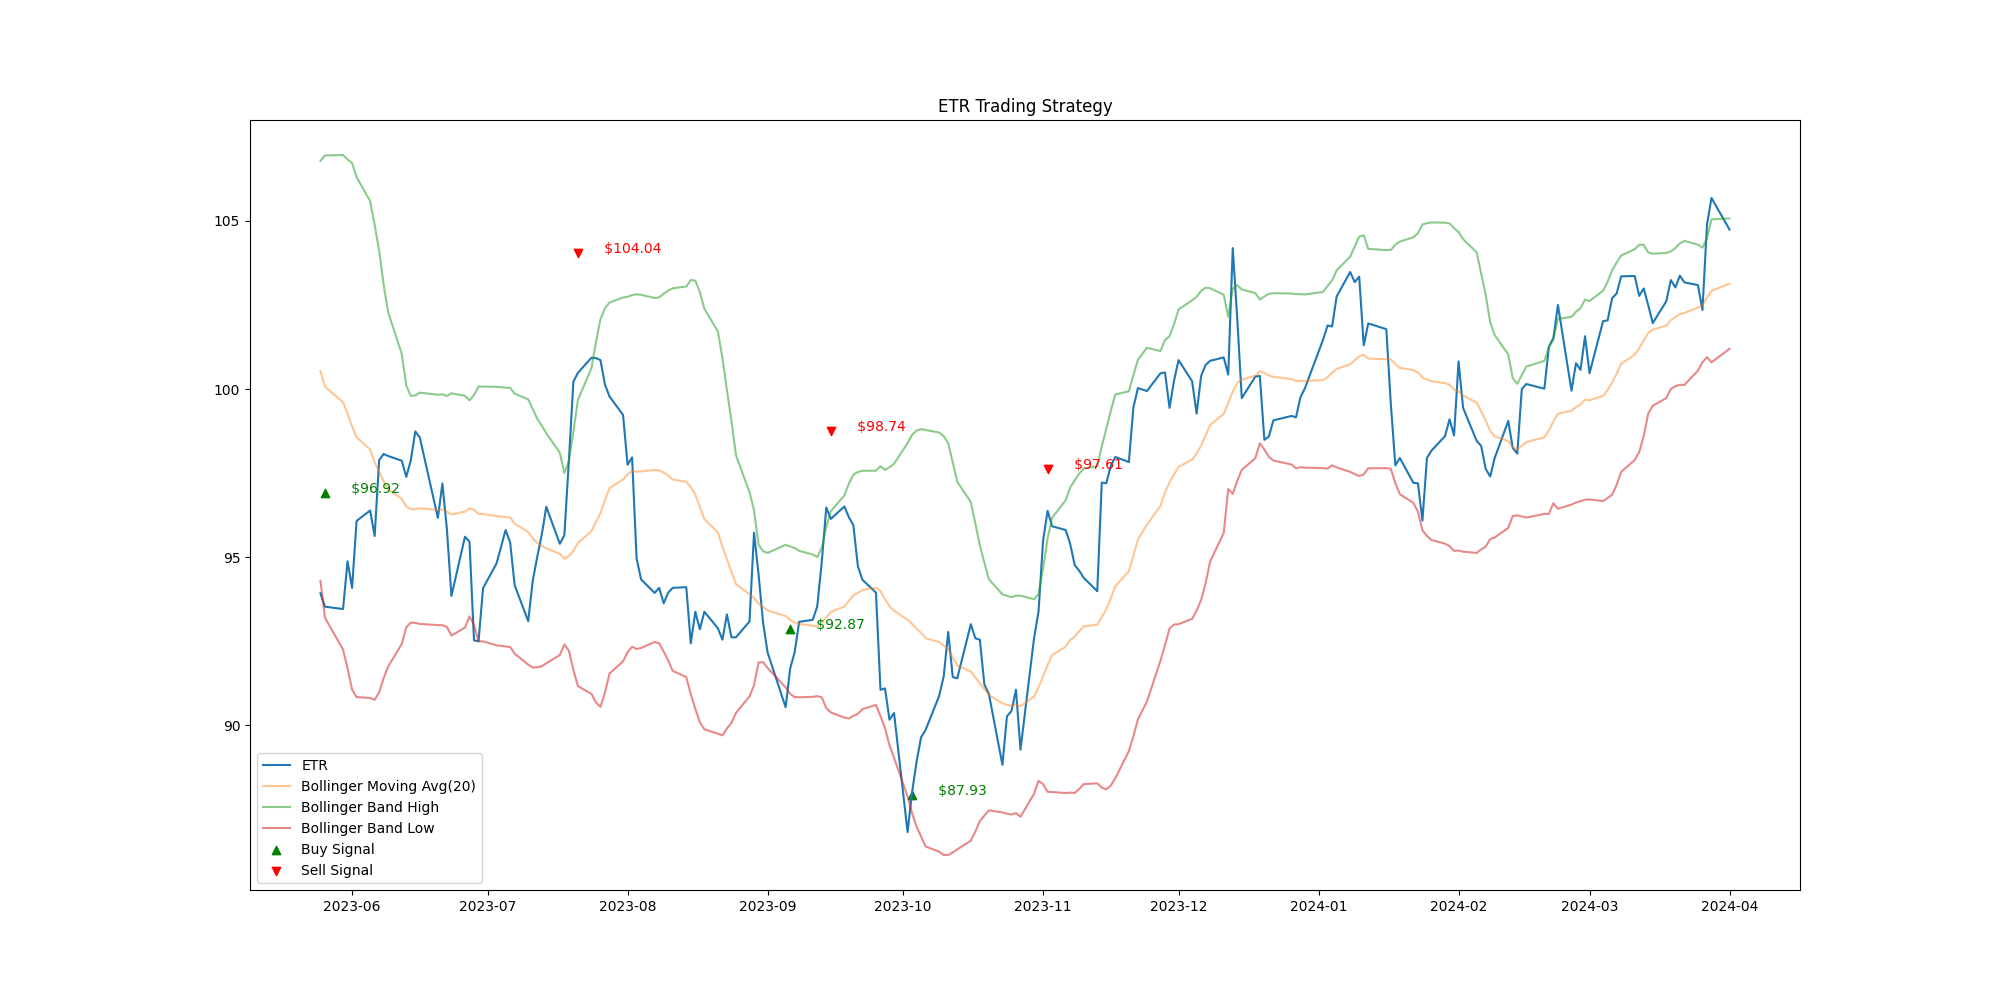 ETR Trading Strategy
105
100
95
90
$104.04
$98.74
$97.61
$96.92
$92.87
$87.93
ETR
Bollinger Moving Avg(20)
Bollinger Band High
Bollinger Band Low
Buy Signal
Sell Signal
2023-06 2023-07 2023-08 2023-09 2023-10 2023-11 2023-12 2024-01 2024-02 2024-03 2024-04